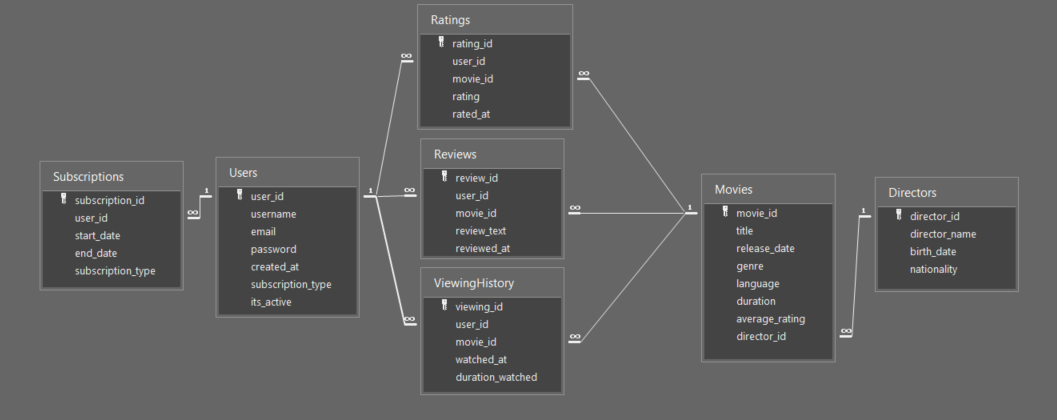 Subscriptions
subscription_id
user_id
start_date
end_date
subscription_type
1
∞
Users
user_id
username
email
password
created_at
subscription_type
its_active
1
∞
∞
∞
Ratings
rating_id
user_id
movie_id
rating
rated_at
∞
Reviews
review_id
user_id
movie_id
review_text
reviewed_at
∞
ViewingHistory
viewing_id
user_id
movie_id
watched_at
duration_watched
∞
1
Movies
movie_id
title
release_date
genre
language
duration
average_rating
director_id
1
∞
Directors
director_id
director_name
birth_date
nationality